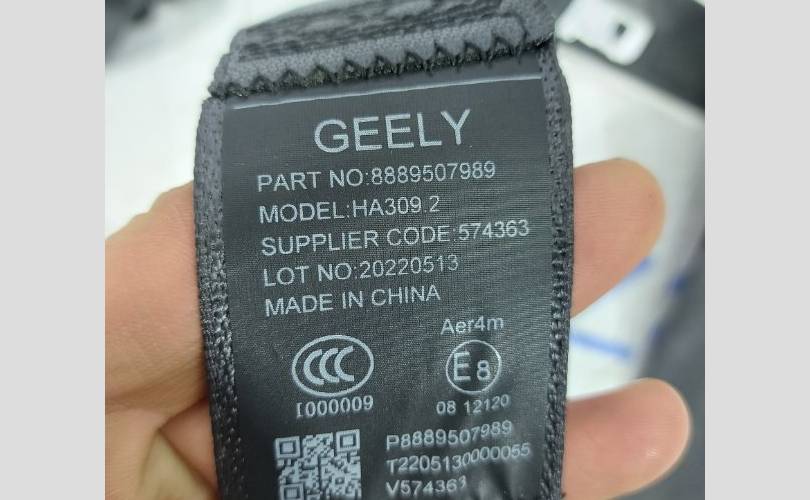 GEELY
PART NO:8889507989
MODEL:HA309.2
SUPPLIER CODE:574363
LOT NO:20220513
MADE IN CHINA
CCC
I000009
Aer4m
E8
08 12120
P8889507989
T2205130000055
V574363